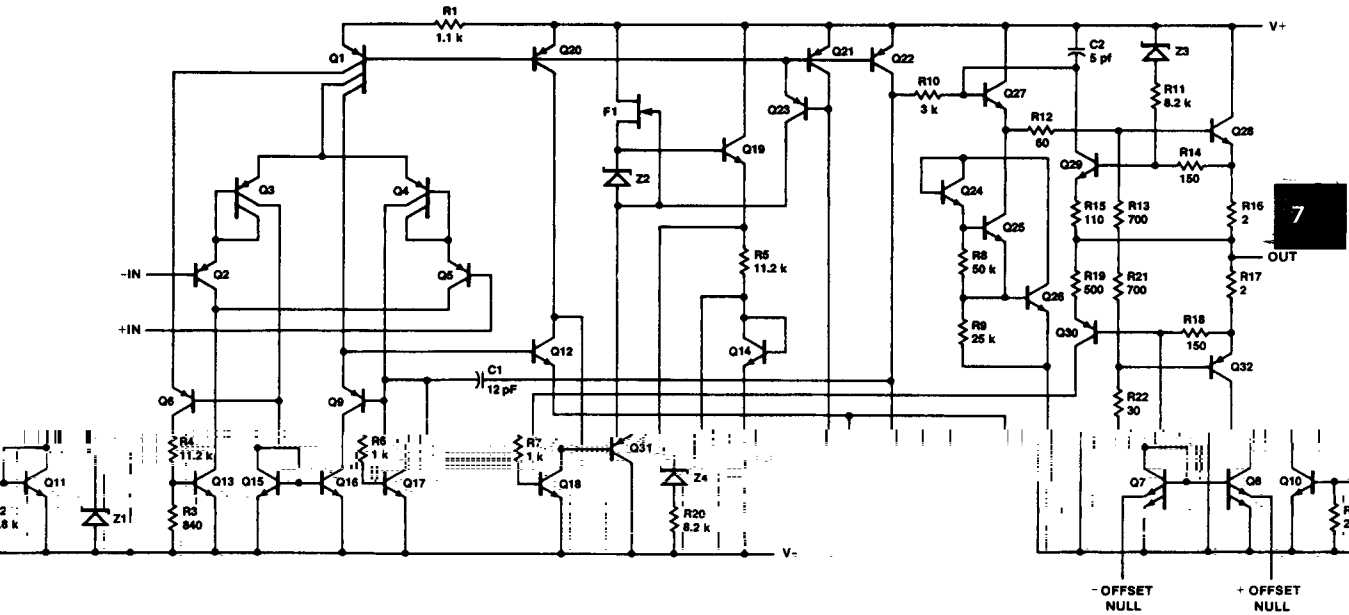 R1
1.1 k
V+
Q1
Q20
Q21
Q22
C2
5 pf
Z3
R10
3 k
Q27
R11
8.2 k
F1
Q23
R12
60
Q28
Q19
Q29
R14
150
Z2
Q3
Q4
Q24
R15
110
R13
700
R16
2
7
Q25
R5
11.2 k
R8
50 k
OUT
-IN
Q2
Q5
R19
500
R21
700
R17
2
Q26
+IN
R18
150
R9
25 k
Q30
Q12
Q14
Q32
C1
12 pF
Q6
Q9
R22
30
R4
11.2 k
R6
1 k
R7
1 k
Q31
Z4
Q11
Q13
Q15
Q16
Q17
Q18
Q7
Q8
Q10
Z1
R3
840
R20
8.2 k
V-
- OFFSET
NULL
+ OFFSET
NULL